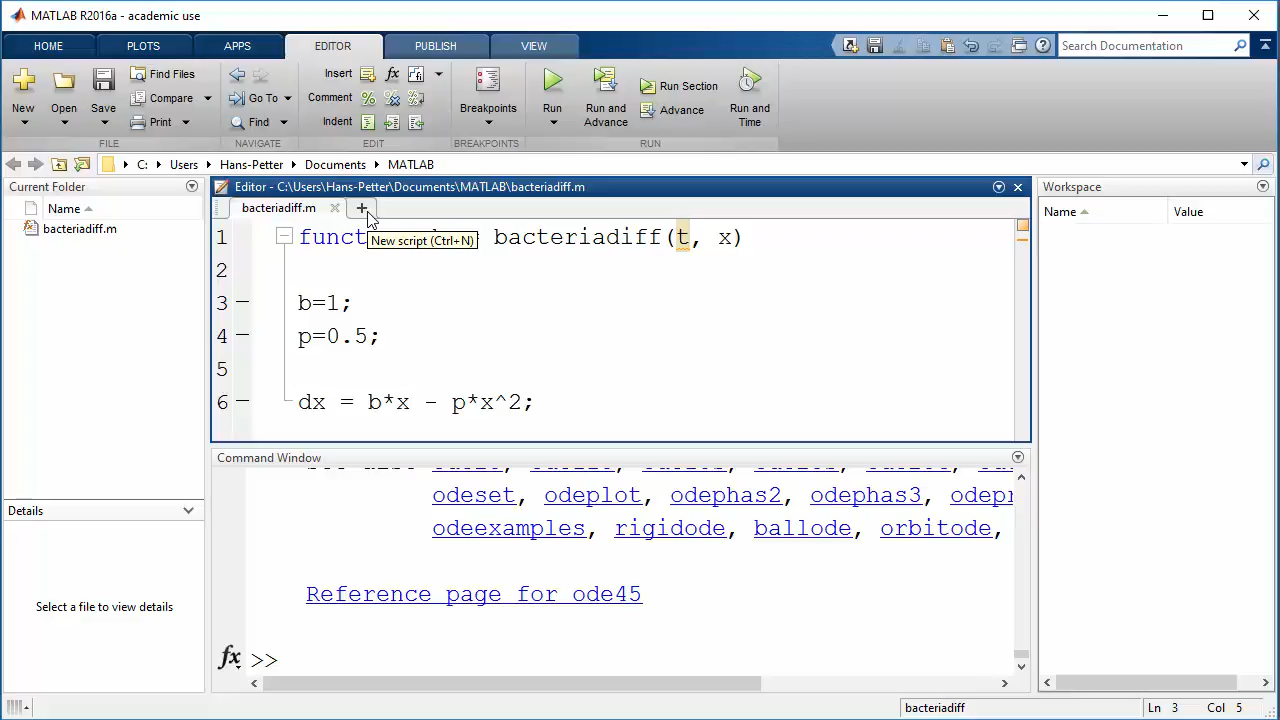 MATLAB R2016a - academic use
HOME PLOTS APPS EDITOR PUBLISH VIEW
Search Documentation
New Open Save
Find Files
Compare
Print
Go To
Find
Insert fx
Comment
Indent
Breakpoints
Run
Run and Advance
Run Section
Advance
Run and Time
FILE NAVIGATE EDIT BREAKPOINTS RUN
C: Users Hans-Petter Documents MATLAB
Current Folder
Name
bacteriadiff.m
Details
Select a file to view details
Editor - C:\Users\Hans-Petter\Documents\MATLAB\bacteriadiff.m
bacteriadiff.m +
New script (Ctrl+N)
1 funct bacteriadiff(t, x)
2
3 b=1;
4 p=0.5;
5
6 dx = b*x - p*x^2;
Command Window
odeset, odeplot, odephas2, odephas3, odepr
odeexamples, rigidode, ballode, orbitode,
Reference page for ode45
fx >>
Workspace
Name Value
bacteriadiff Ln 3 Col 5